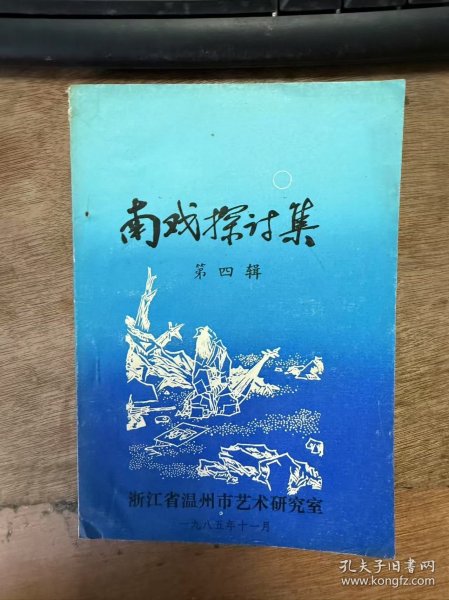 南戏探讨集
第四辑
浙江省温州市艺术研究室
一九八五年十一月
孔夫子旧书网
www.kongfz.com